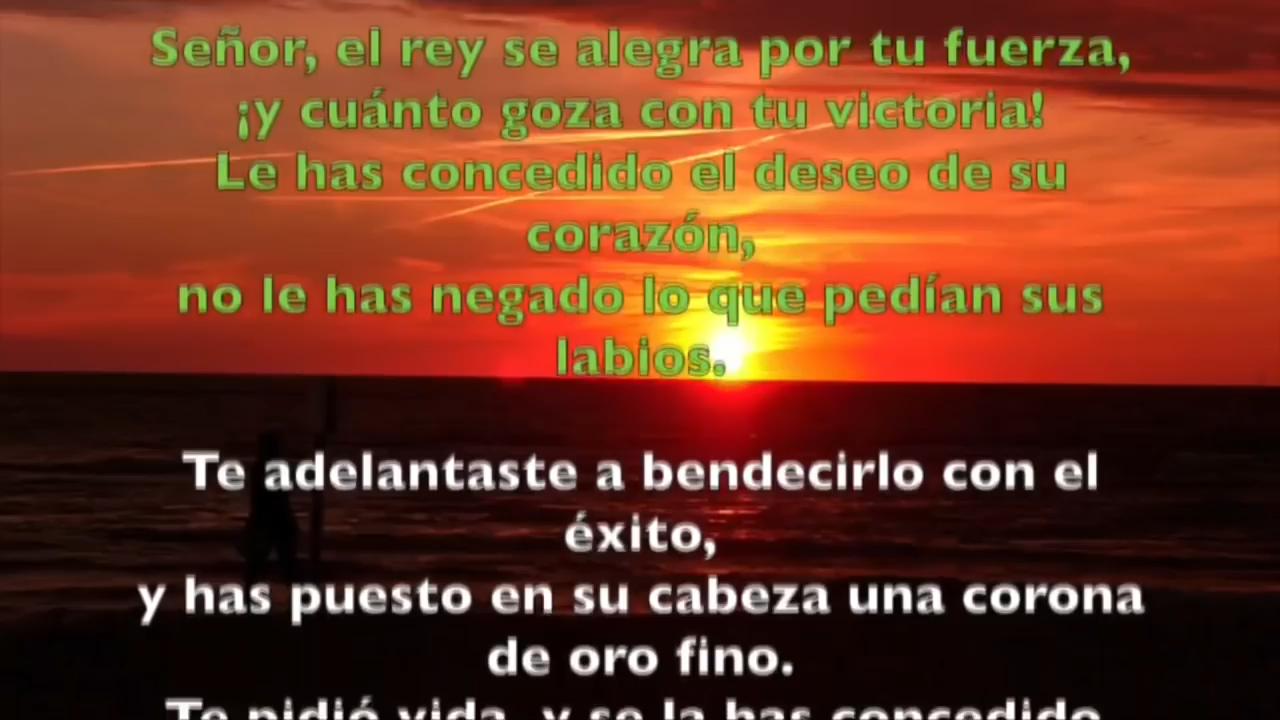 Señor, el rey se alegra por tu fuerza,
¡y cuánto goza con tu victoria!
Le has concedido el deseo de su
corazón,
no le has negado lo que pedían sus
labios.
Te adelantaste a bendecirlo con el
éxito,
y has puesto en su cabeza una corona
de oro fino.
Te pidió vida, y se la has concedido,